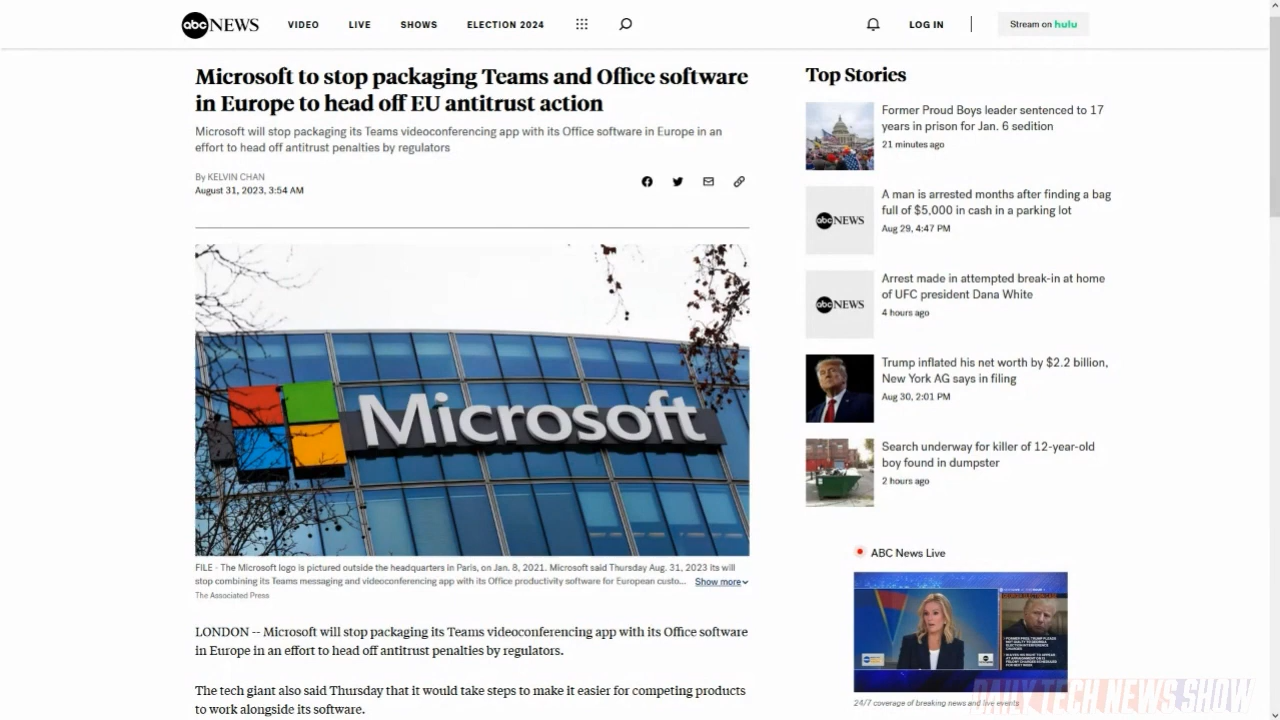 abc NEWS
VIDEO
LIVE
SHOWS
ELECTION 2024
LOG IN
Stream on hulu
Microsoft to stop packaging Teams and Office software
in Europe to head off EU antitrust action
Microsoft will stop packaging its Teams videoconferencing app with its Office software in Europe in an
effort to head off antitrust penalties by regulators
By KELVIN CHAN
August 31, 2023, 3:54 AM
Microsoft
FILE - The Microsoft logo is pictured outside the headquarters in Paris, on Jan. 8, 2021. Microsoft said Thursday Aug. 31, 2023 its will
stop combining its Teams messaging and videoconferencing app with its Office productivity software for European custo... Show more
The Associated Press
LONDON -- Microsoft will stop packaging its Teams videoconferencing app with its Office software
in Europe in an effort to head off antitrust penalties by regulators.
The tech giant also said Thursday that it would take steps to make it easier for competing products
to work alongside its software.
Top Stories
Former Proud Boys leader sentenced to 17
years in prison for Jan. 6 sedition
21 minutes ago
abc NEWS
A man is arrested months after finding a bag
full of $5,000 in cash in a parking lot
Aug 29, 4:47 PM
abc NEWS
Arrest made in attempted break-in at home
of UFC president Dana White
4 hours ago
Trump inflated his net worth by $2.2 billion,
New York AG says in filing
Aug 30, 2:01 PM
Search underway for killer of 12-year-old
boy found in dumpster
2 hours ago
ABC News Live
24/7 coverage of breaking news and live events
DAILY TECH NEWS SHOW